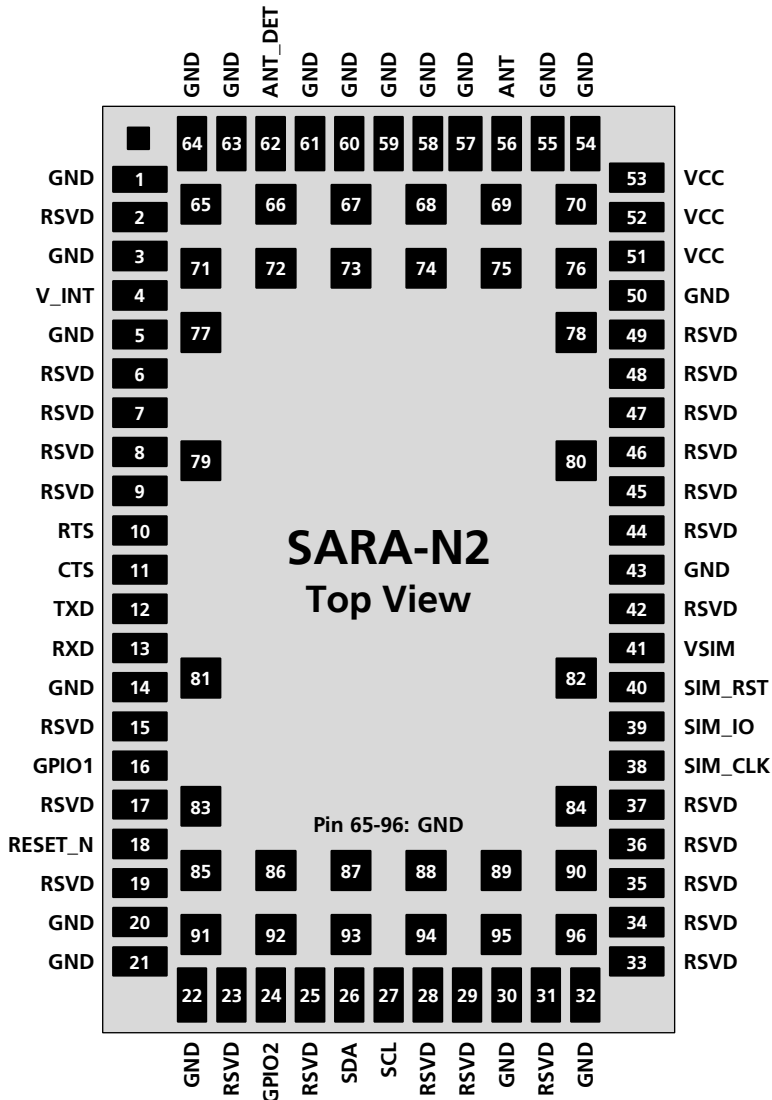 GND GND ANT_DET GND GND GND GND GND ANT GND GND
64 63 62 61 60 59 58 57 56 55 54
GND 1 53 VCC
65 66 67 68 69 70
RSVD 2 52 VCC
GND 3 51 VCC
71 72 73 74 75 76
V_INT 4 50 GND
GND 5 77 78 49 RSVD
RSVD 6 48 RSVD
RSVD 7 47 RSVD
RSVD 8 79 80 46 RSVD
RSVD 9 45 RSVD
RTS 10 44 RSVD
SARA-N2
CTS 11 43 GND
Top View
TXD 12 42 RSVD
RXD 13 41 VSIM
GND 14 81 82 40 SIM_RST
RSVD 15 39 SIM_IO
GPIO1 16 38 SIM_CLK
RSVD 17 83 84 37 RSVD
Pin 65-96: GND
RESET_N 18 36 RSVD
85 86 87 88 89 90
RSVD 19 35 RSVD
GND 20 34 RSVD
91 92 93 94 95 96
GND 21 33 RSVD
22 23 24 25 26 27 28 29 30 31 32
GND RSVD GPIO2 RSVD SDA SCL RSVD RSVD GND RSVD GND